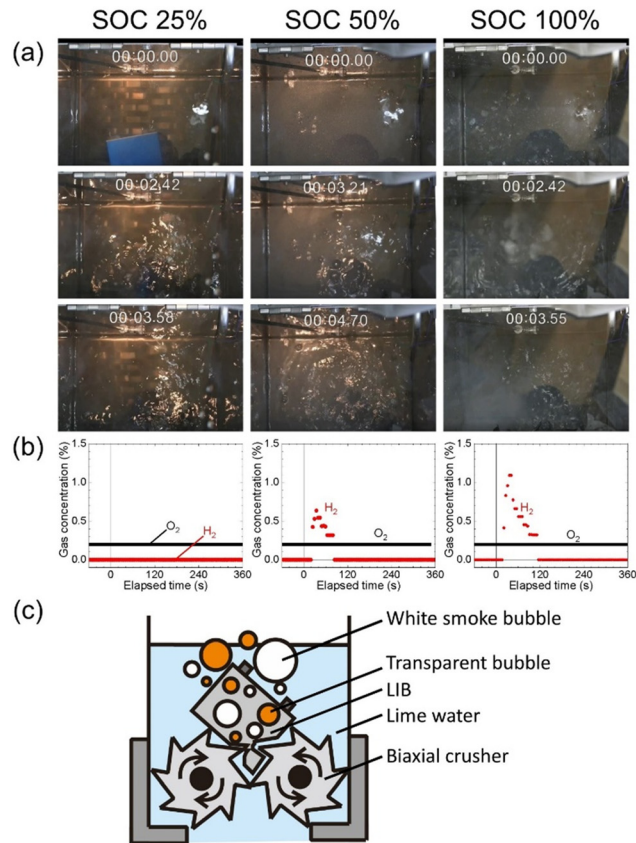 SOC 25% SOC 50% SOC 100%
(a)
00:00.00 00:00.00 00:00.00
00:02.42 00:03.21 00:02.42
00:03.58 00:04.70 00:03.55
(b)
Gas concentration (%)
1.5
1.0
0.5
0.0
O2
H2
0 120 240 360
Elapsed time (s)
Gas concentration (%)
1.5
1.0
0.5
0.0
H2
O2
0 120 240 360
Elapsed time (s)
Gas concentration (%)
1.5
1.0
0.5
0.0
H2
O2
0 120 240 360
Elapsed time (s)
(c)
White smoke bubble
Transparent bubble
LIB
Lime water
Biaxial crusher